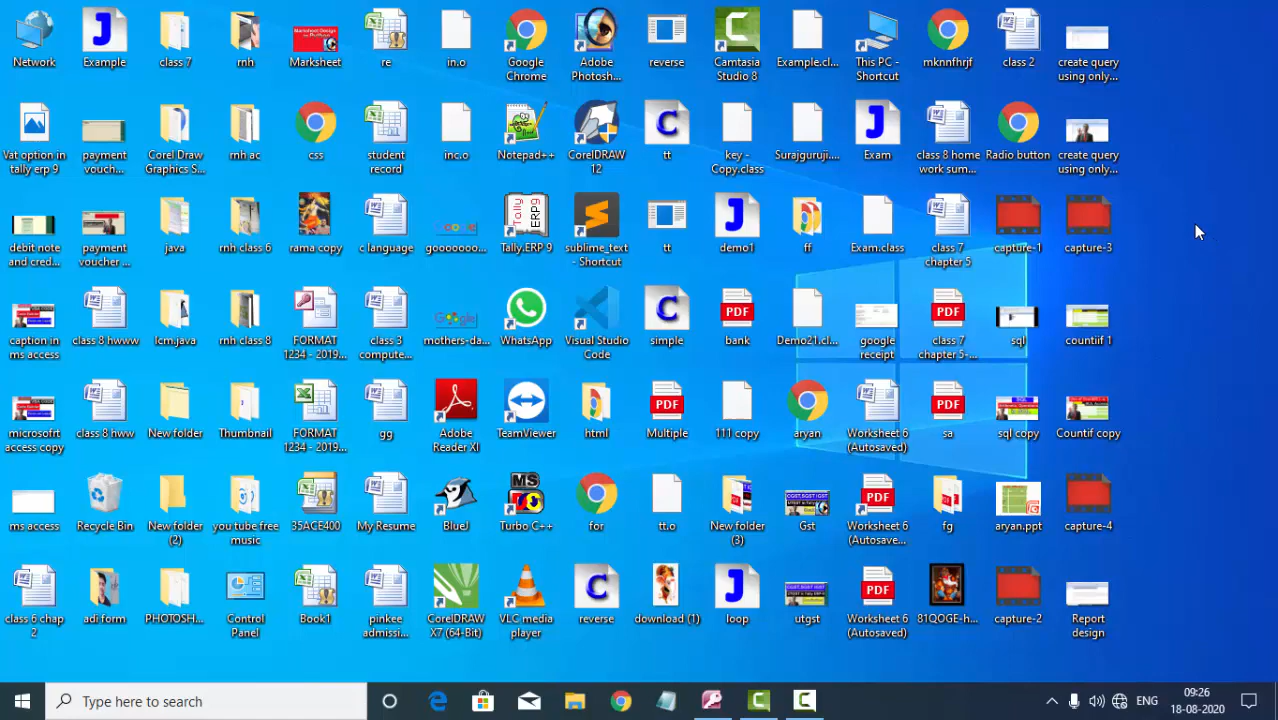 Network
Example
class 7
rnh
Marksheet
re
in.o
Google
Chrome
Adobe
Photosh...
reverse
Camtasia
Studio 8
Example.cl...
This PC -
Shortcut
mknnfhrjf
class 2
create query
using only...
Vat option in
tally erp 9
payment
vouch...
Corel Draw
Graphics S...
rnh ac
css
student
record
inc.o
Notepad++
CorelDRAW
12
tt
key -
Copy.class
Surajguruji....
Exam
class 8 home
work sum...
Radio button
create query
using only...
debit note
and cred...
payment
voucher ...
java
rnh class 6
rama copy
c language
gooooooo...
Tally.ERP 9
sublime_text
- Shortcut
tt
demo1
ff
Exam.class
class 7
chapter 5
capture-1
capture-3
caption in
ms access
class 8 hwww
lcm.java
rnh class 8
FORMAT
1234 - 2019...
class 3
compute...
mothers-da...
WhatsApp
Visual Studio
Code
simple
bank
Demo21.cl...
google
receipt
class 7
chapter 5-...
sql
countiif 1
microsofrt
access copy
class 8 hww
New folder
Thumbnail
FORMAT
1234 - 2019...
gg
Adobe
Reader XI
TeamViewer
html
Multiple
111 copy
aryan
Worksheet 6
(Autosaved)
sa
sql copy
Countif copy
ms access
Recycle Bin
New folder
(2)
you tube free
music
35ACE400
My Resume
BlueJ
Turbo C++
for
tt.o
New folder
(3)
Gst
Worksheet 6
(Autosave...
fg
aryan.ppt
capture-4
class 6 chap
2
adi form
PHOTOSH...
Control
Panel
Book1
pinkee
admissi...
CorelDRAW
X7 (64-Bit)
VLC media
player
reverse
download (1)
loop
utgst
Worksheet 6
(Autosaved)
81QOGE-h...
capture-2
Report
design
Type here to search
ENG
09:26
18-08-2020